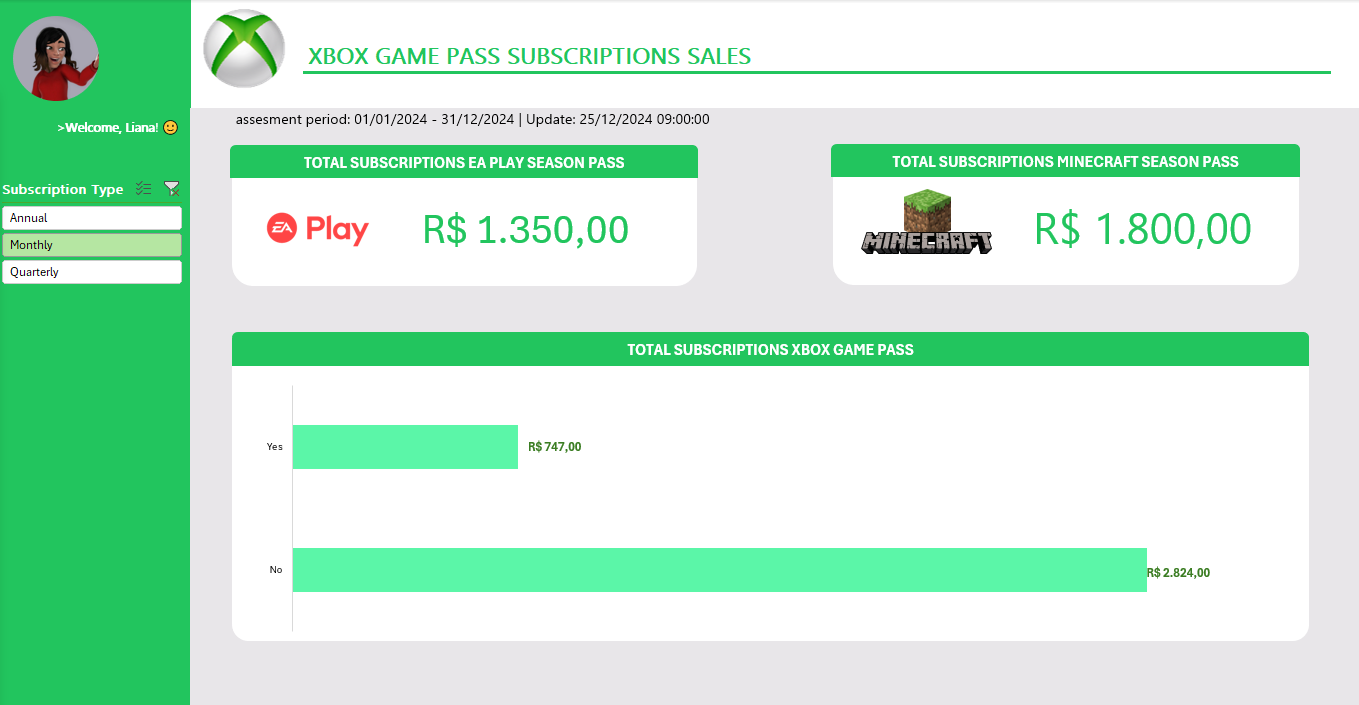 XBOX GAME PASS SUBSCRIPTIONS SALES
>Welcome, Liana! 🙂
assesment period: 01/01/2024 - 31/12/2024 | Update: 25/12/2024 09:00:00
Subscription Type
Annual
Monthly
Quarterly
TOTAL SUBSCRIPTIONS EA PLAY SEASON PASS
EA Play
R$ 1.350,00
TOTAL SUBSCRIPTIONS MINECRAFT SEASON PASS
MINECRAFT
R$ 1.800,00
TOTAL SUBSCRIPTIONS XBOX GAME PASS
Yes
R$ 747,00
No
R$ 2.824,00